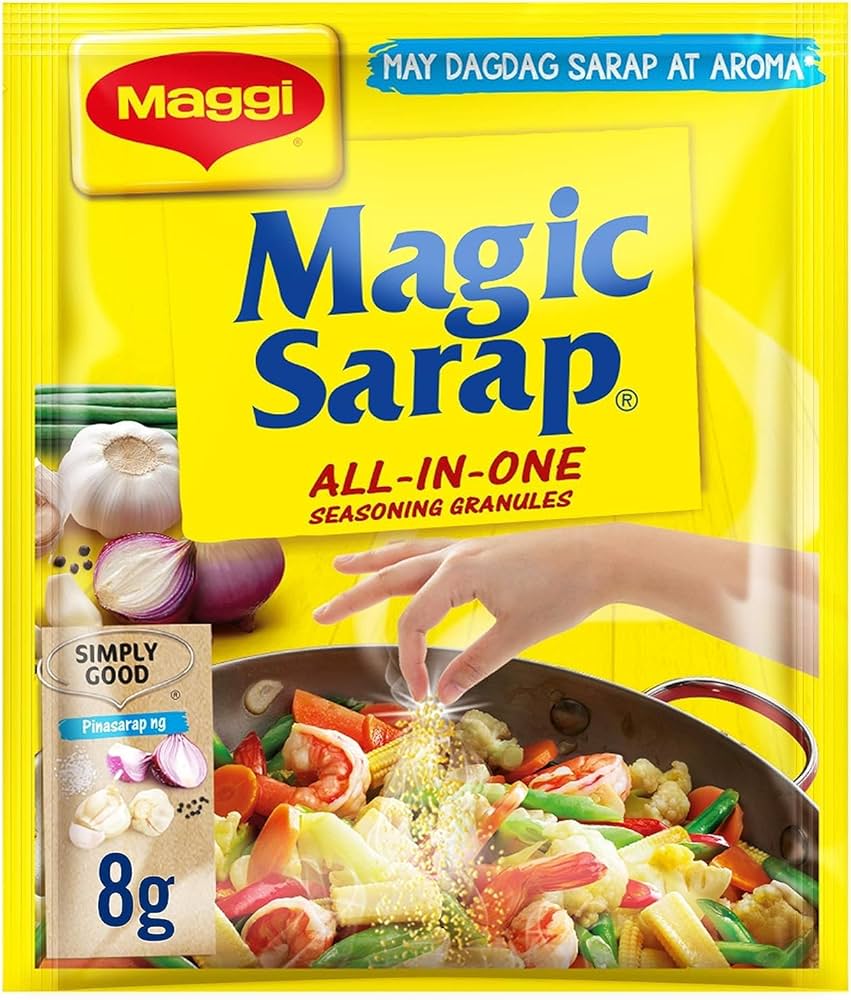 Maggi®
MAY DAGDAG SARAP AT AROMA*
Magic
Sarap®
ALL-IN-ONE
SEASONING GRANULES
SIMPLY
GOOD®
Pinasarap ng
8g